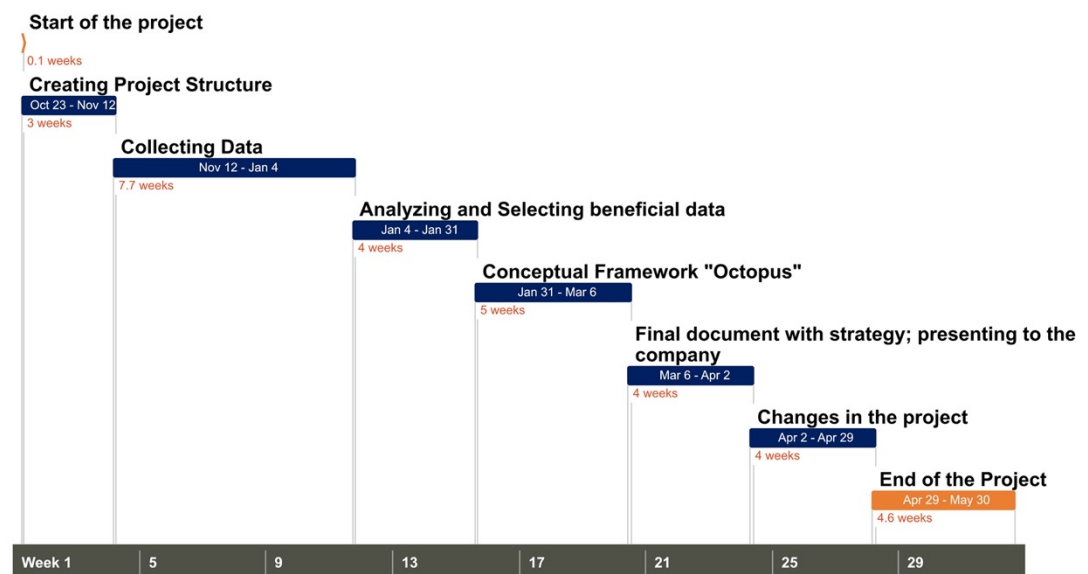 Start of the project
0.1 weeks
Creating Project Structure
Oct 23 - Nov 12
3 weeks
Collecting Data
Nov 12 - Jan 4
7.7 weeks
Analyzing and Selecting beneficial data
Jan 4 - Jan 31
4 weeks
Conceptual Framework "Octopus"
Jan 31 - Mar 6
5 weeks
Final document with strategy; presenting to the
company
Mar 6 - Apr 2
4 weeks
Changes in the project
Apr 2 - Apr 29
4 weeks
End of the Project
Apr 29 - May 30
4.6 weeks
Week 1 5 9 13 17 21 25 29